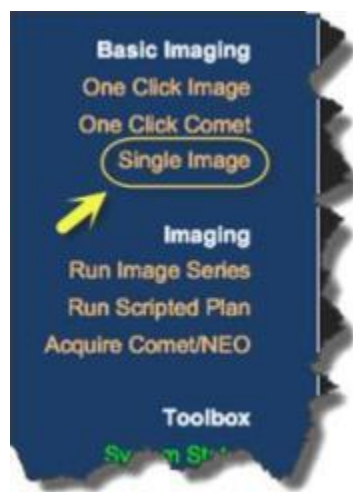 Basic Imaging
One Click Image
One Click Comet
Single Image
Imaging
Run Image Series
Run Scripted Plan
Acquire Comet/NEO
Toolbox